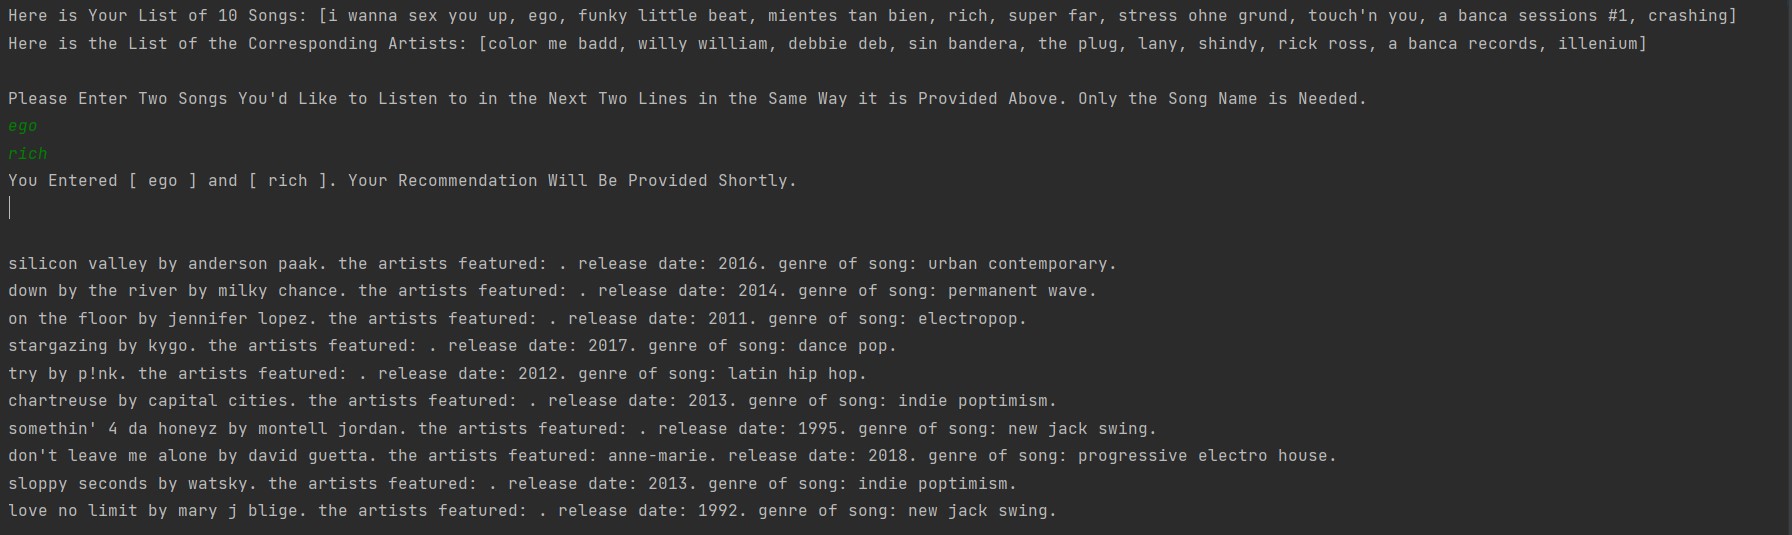 Here is Your List of 10 Songs: [i wanna sex you up, ego, funky little beat, mientes tan bien, rich, super far, stress ohne grund, touch'n you, a banca sessions #1, crashing]
Here is the List of the Corresponding Artists: [color me badd, willy william, debbie deb, sin bandera, the plug, lany, shindy, rick ross, a banca records, illenium]
Please Enter Two Songs You'd Like to Listen to in the Next Two Lines in the Same Way it is Provided Above. Only the Song Name is Needed.
ego
rich
You Entered [ ego ] and [ rich ]. Your Recommendation Will Be Provided Shortly.
silicon valley by anderson paak. the artists featured: . release date: 2016. genre of song: urban contemporary.
down by the river by milky chance. the artists featured: . release date: 2014. genre of song: permanent wave.
on the floor by jennifer lopez. the artists featured: . release date: 2011. genre of song: electropop.
stargazing by kygo. the artists featured: . release date: 2017. genre of song: dance pop.
try by p!nk. the artists featured: . release date: 2012. genre of song: latin hip hop.
chartreuse by capital cities. the artists featured: . release date: 2013. genre of song: indie poptimism.
somethin' 4 da honeyz by montell jordan. the artists featured: . release date: 1995. genre of song: new jack swing.
don't leave me alone by david guetta. the artists featured: anne-marie. release date: 2018. genre of song: progressive electro house.
sloppy seconds by watsky. the artists featured: . release date: 2013. genre of song: indie poptimism.
love no limit by mary j blige. the artists featured: . release date: 1992. genre of song: new jack swing.